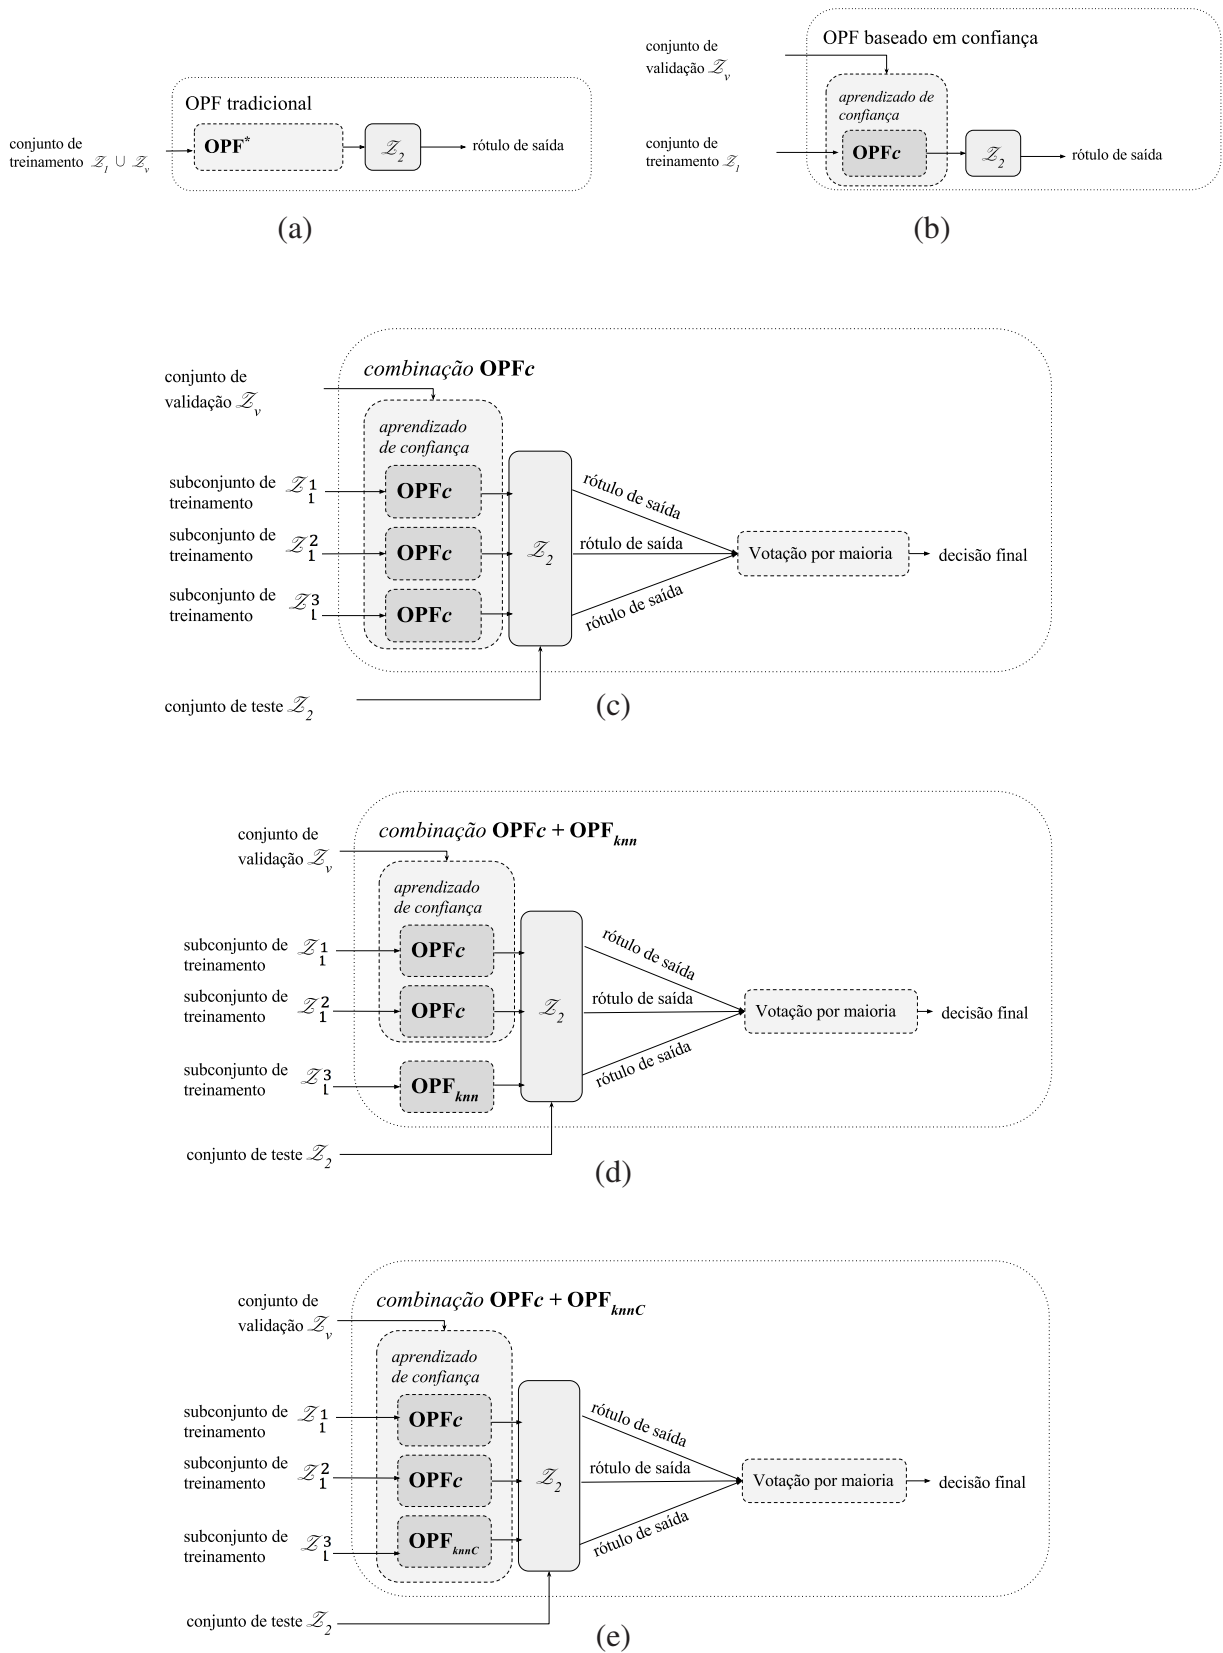 OPF tradicional
conjunto de
treinamento 𝒵₁ ∪ 𝒵ᵥ
OPF*
𝒵₂
rótulo de saída
(a)
OPF baseado em confiança
conjunto de
validação 𝒵ᵥ
aprendizado de
confiança
conjunto de
treinamento 𝒵₁
OPFc
𝒵₂
rótulo de saída
(b)
combinação OPFc
conjunto de
validação 𝒵ᵥ
aprendizado
de confiança
subconjunto de
treinamento 𝒵₁¹
OPFc
subconjunto de
treinamento 𝒵₁²
OPFc
subconjunto de
treinamento 𝒵₁³
OPFc
𝒵₂
rótulo de saída
rótulo de saída
rótulo de saída
Votação por maioria
decisão final
conjunto de teste 𝒵₂
(c)
combinação OPFc + OPFknn
conjunto de
validação 𝒵ᵥ
aprendizado
de confiança
subconjunto de
treinamento 𝒵₁¹
OPFc
subconjunto de
treinamento 𝒵₁²
OPFc
subconjunto de
treinamento 𝒵₁³
OPFknn
𝒵₂
rótulo de saída
rótulo de saída
rótulo de saída
Votação por maioria
decisão final
conjunto de teste 𝒵₂
(d)
combinação OPFc + OPFknnC
conjunto de
validação 𝒵ᵥ
aprendizado
de confiança
subconjunto de
treinamento 𝒵₁¹
OPFc
subconjunto de
treinamento 𝒵₁²
OPFc
subconjunto de
treinamento 𝒵₁³
OPFknnC
𝒵₂
rótulo de saída
rótulo de saída
rótulo de saída
Votação por maioria
decisão final
conjunto de teste 𝒵₂
(e)